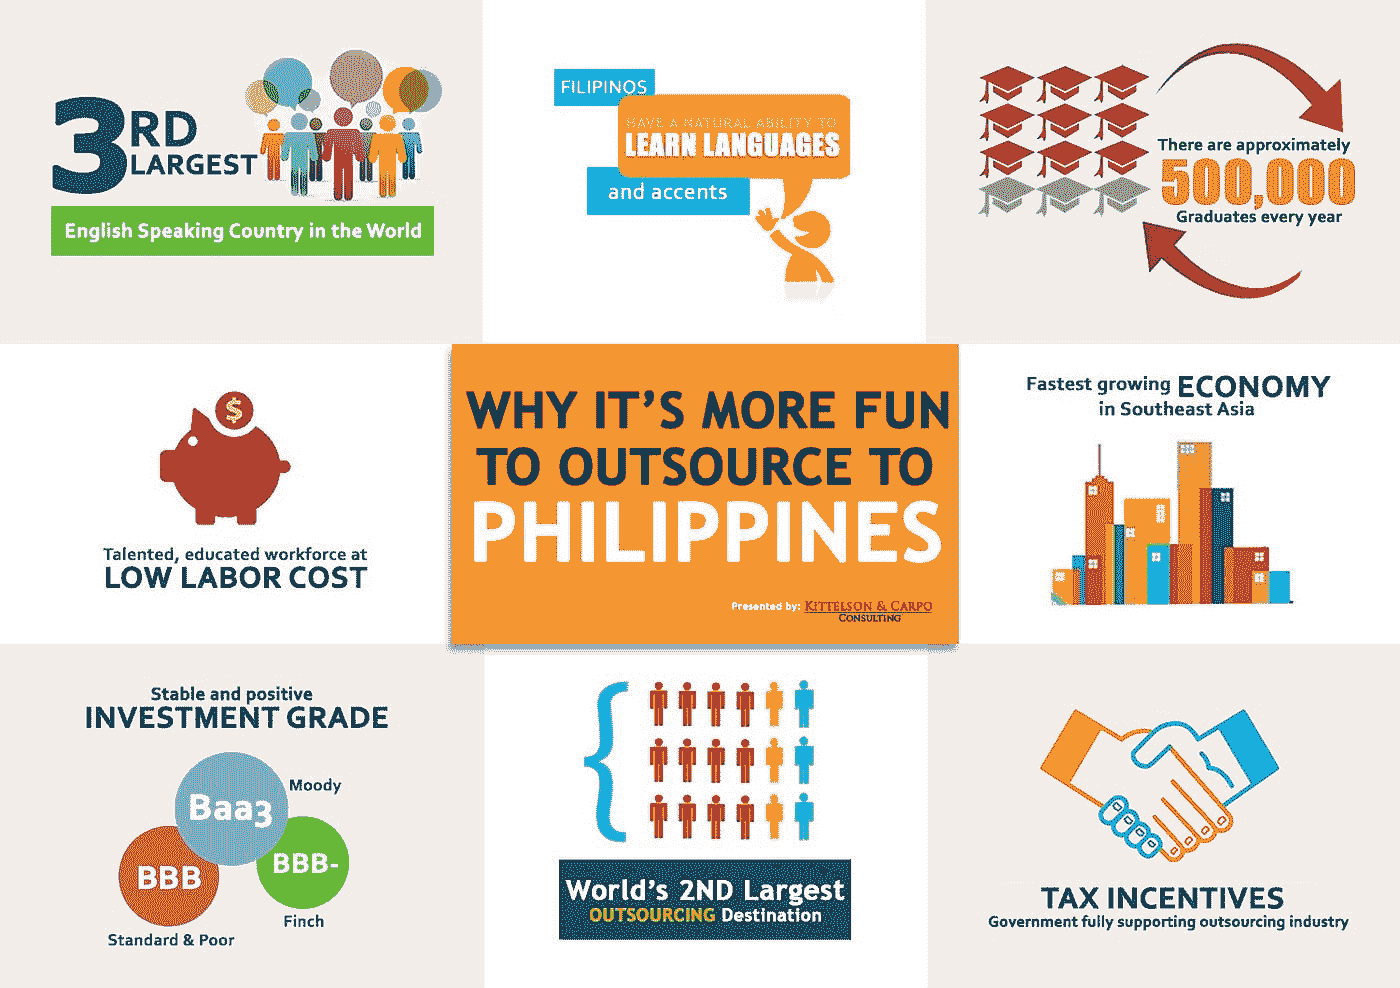 3RD
LARGEST
English Speaking Country in the World
FILIPINOS
HAVE A NATURAL ABILITY TO
LEARN LANGUAGES
and accents
There are approximately
500,000
Graduates every year
$
Talented, educated workforce at
LOW LABOR COST
WHY IT'S MORE FUN
TO OUTSOURCE TO
PHILIPPINES
Presented by: KITTELSON & CARPO
CONSULTING
Fastest growing ECONOMY
in Southeast Asia
Stable and positive
INVESTMENT GRADE
Moody
Baa3
BBB
BBB-
Finch
Standard & Poor
World's 2ND Largest
OUTSOURCING Destination
TAX INCENTIVES
Government fully supporting outsourcing industry